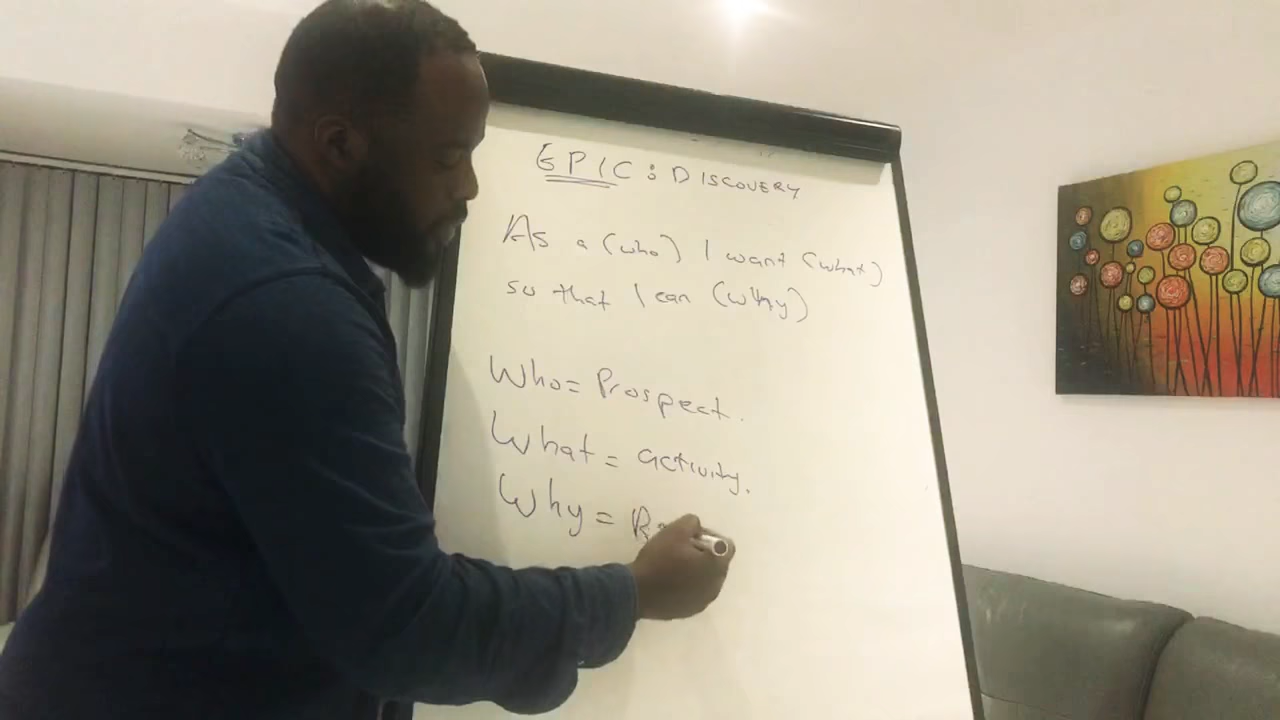 EPIC: DISCOVERY
As a (who) I want (what)
so that I can (why)
Who = Prospect.
What = activity.
Why =